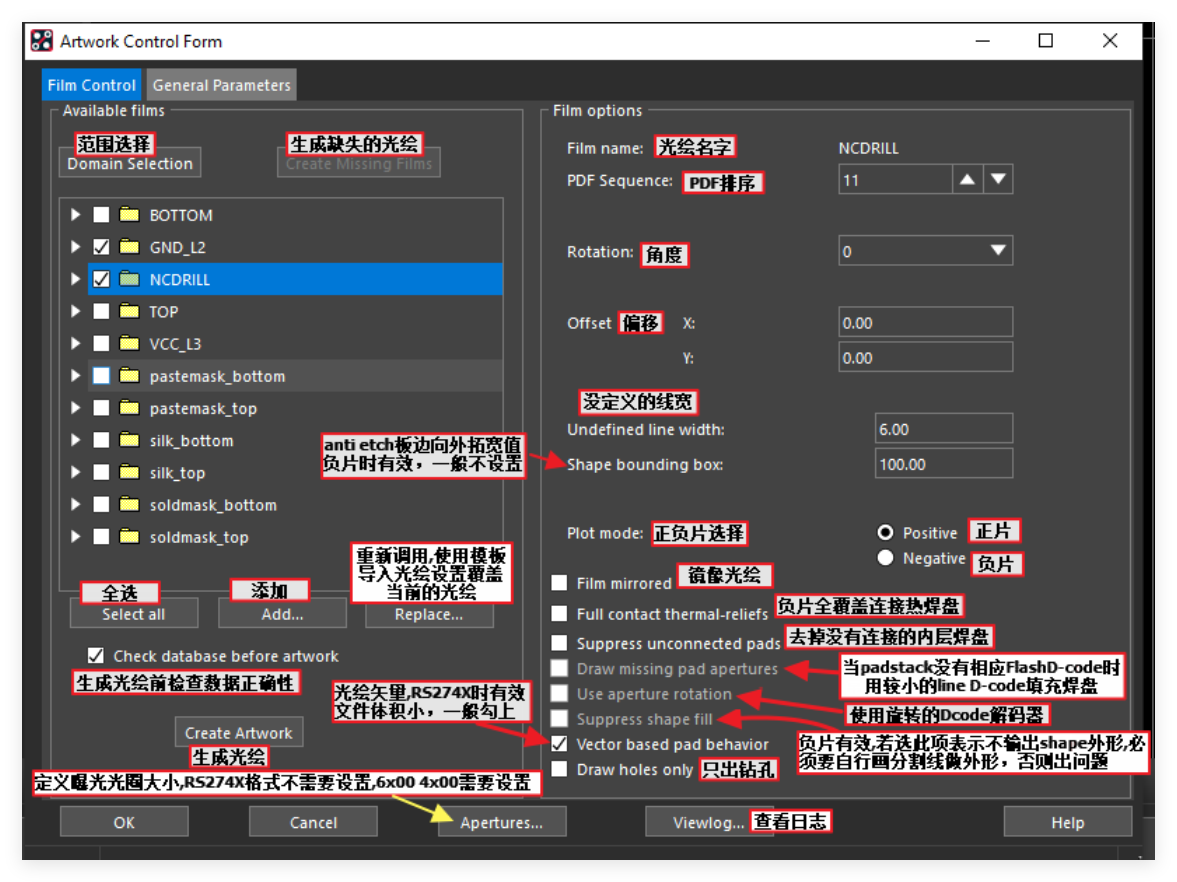 Artwork Control Form
Film Control
General Parameters
Available films
范围选择
Domain Selection
生成缺失的光绘
Create Missing Films
BOTTOM
GND_L2
NCDRILL
TOP
VCC_L3
pastemask_bottom
pastemask_top
silk_bottom
silk_top
soldmask_bottom
soldmask_top
anti etch板边向外拓宽值
负片时有效，一般不设置
重新调用,使用模板
导入光绘设置覆盖
当前的光绘
全选
Select all
添加
Add...
Replace...
Check database before artwork
生成光绘前检查数据正确性
光绘矢量,RS274X时有效
文件体积小，一般勾上
Create Artwork
生成光绘
定义曝光光圈大小,RS274X格式不需要设置,6x00 4x00需要设置
Film options
Film name:
光绘名字
NCDRILL
PDF Sequence:
PDF排序
11
Rotation:
角度
0
Offset
偏移
X:
0.00
Y:
0.00
没定义的线宽
Undefined line width:
6.00
Shape bounding box:
100.00
Plot mode:
正负片选择
Positive
正片
Negative
负片
Film mirrored
镜像光绘
Full contact thermal-reliefs
负片全覆盖连接热焊盘
Suppress unconnected pads
去掉没有连接的内层焊盘
Draw missing pad apertures
当padstack没有相应FlashD-code时
用较小的line D-code填充焊盘
Use aperture rotation
使用旋转的Dcode解码器
Suppress shape fill
负片有效,若选此项表示不输出shape外形,必
须要自行画分割线做外形，否则出问题
Vector based pad behavior
Draw holes only
只出钻孔
OK
Cancel
Apertures...
Viewlog...
查看日志
Help